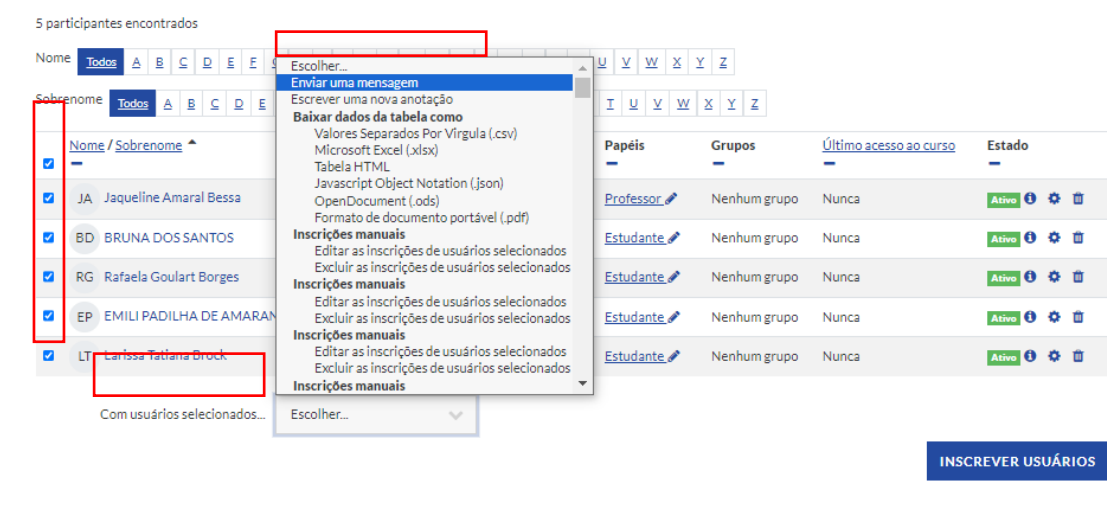 5 participantes encontrados
Nome Todos A B C D E F U V W X Y Z
Sobrenome Todos A B C D E T U V W X Y Z
Nome / Sobrenome Papéis Grupos Último acesso ao curso Estado
JA Jaqueline Amaral Bessa Professor Nenhum grupo Nunca Ativo
BD BRUNA DOS SANTOS Estudante Nenhum grupo Nunca Ativo
RG Rafaela Goulart Borges Estudante Nenhum grupo Nunca Ativo
EP EMILI PADILHA DE AMARAN Estudante Nenhum grupo Nunca Ativo
LT Larissa Tatiana Brock Estudante Nenhum grupo Nunca Ativo
Escolher...
Enviar uma mensagem
Escrever uma nova anotação
Baixar dados da tabela como
Valores Separados Por Virgula (.csv)
Microsoft Excel (.xlsx)
Tabela HTML
Javascript Object Notation (.json)
OpenDocument (.ods)
Formato de documento portável (.pdf)
Inscrições manuais
Editar as inscrições de usuários selecionados
Excluir as inscrições de usuários selecionados
Inscrições manuais
Editar as inscrições de usuários selecionados
Excluir as inscrições de usuários selecionados
Inscrições manuais
Editar as inscrições de usuários selecionados
Excluir as inscrições de usuários selecionados
Inscrições manuais
Com usuários selecionados... Escolher...
INSCREVER USUÁRIOS